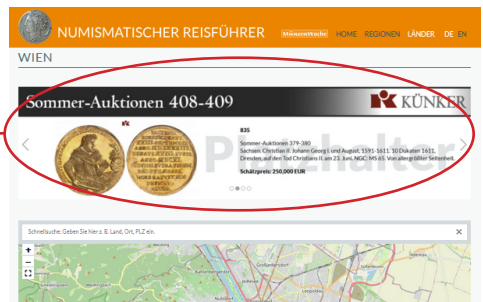 NUMISMATISCHER REISEFÜHRER
MünzenWoche HOME REGIONEN LÄNDER DE EN
WIEN
Sommer-Auktionen 408-409
KÜNKER
Platzhalter
835
Sommer-Auktionen 379-380
Sachsen. Christian II. Johann Georg I. und August, 1591-1611. 10 Dukaten 1611,
Dresden, auf den Tod Christians II. am 23. Juni. NGC: MS 65. Von allergrößter Seltenheit.
Schätzpreis: 250,000 EUR
Schnellsuche: Geben Sie hier z. B. Land, Ort, PLZ ein.
×
+
−